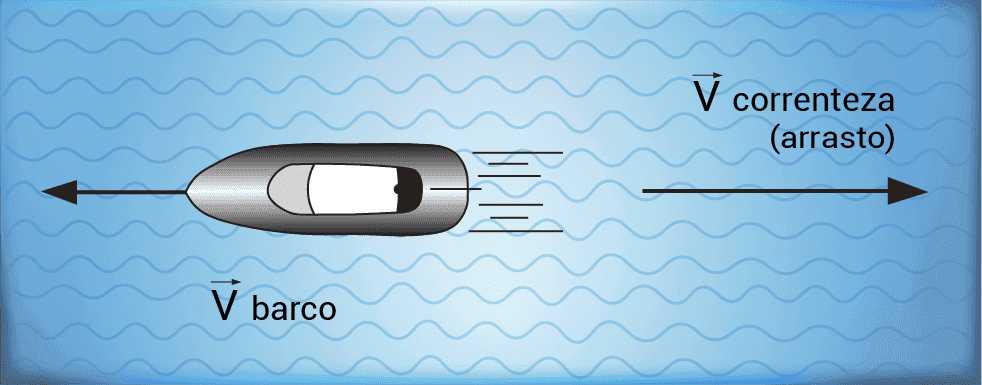 V⃗ correnteza
(arrasto)
V⃗ barco